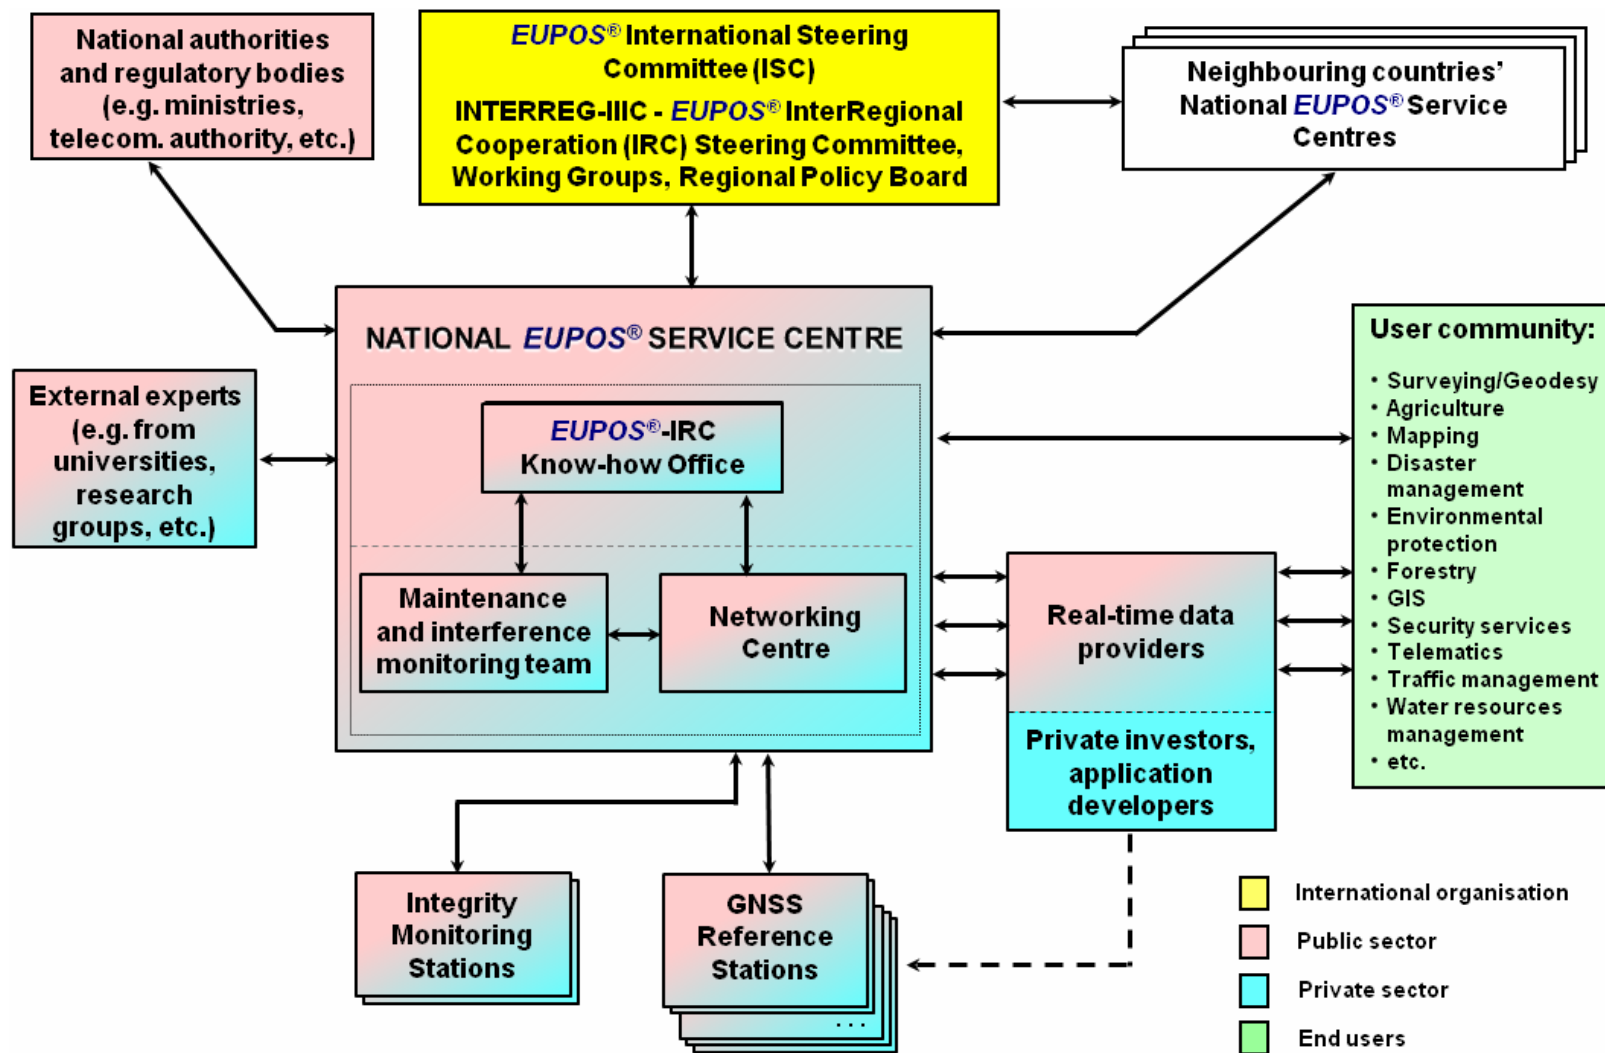 National authorities
and regulatory bodies
(e.g. ministries,
telecom. authority, etc.)
EUPOS® International Steering
Committee (ISC)
INTERREG-IIIC - EUPOS® InterRegional
Cooperation (IRC) Steering Committee,
Working Groups, Regional Policy Board
Neighbouring countries’
National EUPOS® Service
Centres
NATIONAL EUPOS® SERVICE CENTRE
EUPOS®-IRC
Know-how Office
Maintenance
and interference
monitoring team
Networking
Centre
External experts
(e.g. from
universities,
research
groups, etc.)
Real-time data
providers
Private investors,
application
developers
User community:
• Surveying/Geodesy
• Agriculture
• Mapping
• Disaster
management
• Environmental
protection
• Forestry
• GIS
• Security services
• Telematics
• Traffic management
• Water resources
management
• etc.
Integrity
Monitoring
Stations
GNSS
Reference
Stations
...
International organisation
Public sector
Private sector
End users